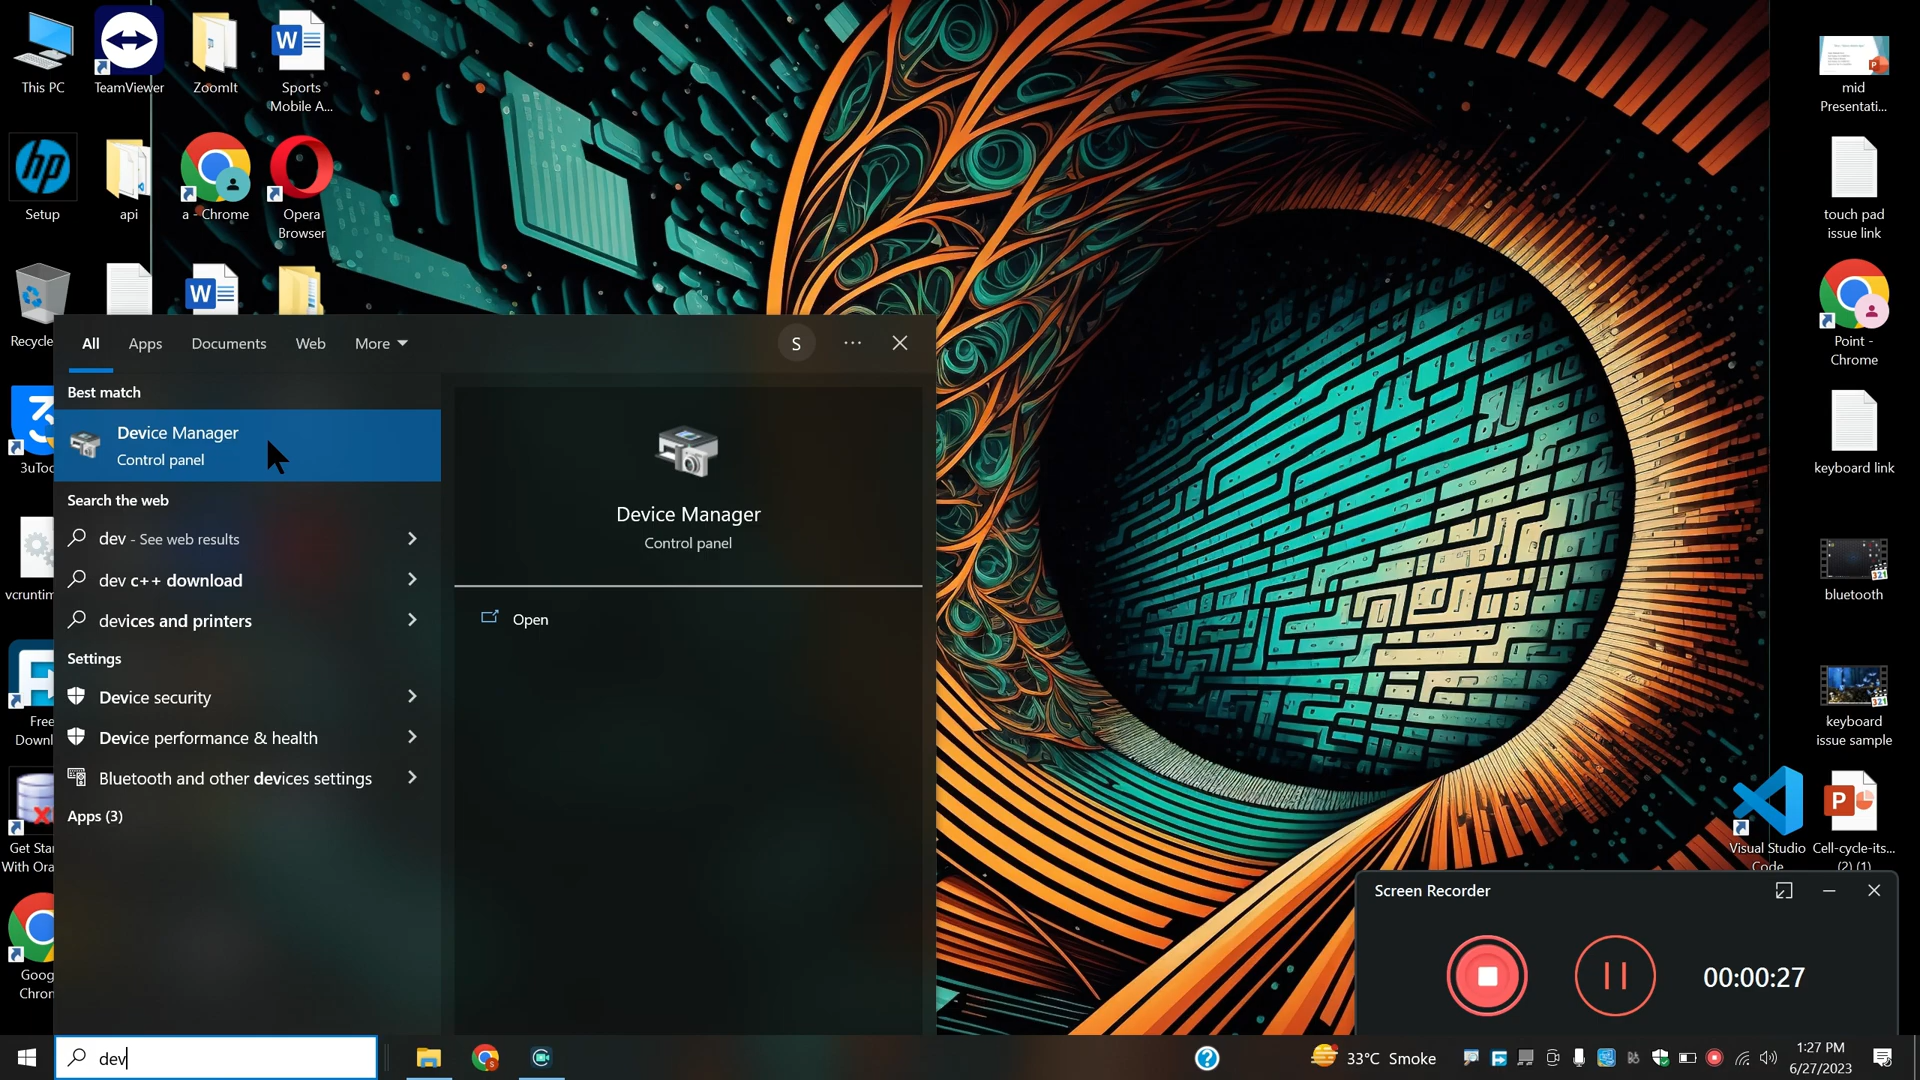 This PC
TeamViewer
ZoomIt
Sports
Mobile A...
Setup
api
a - Chrome
Opera
Browser
Recycle
3uToo
vcruntim
Free
Downl
Get Star
With Ora
Goog
Chron
All
Apps
Documents
Web
More
S
Best match
Device Manager
Control panel
Search the web
dev - See web results
dev c++ download
devices and printers
Settings
Device security
Device performance & health
Bluetooth and other devices settings
Apps (3)
Device Manager
Control panel
Open
mid
Presentati...
touch pad
issue link
Point -
Chrome
keyboard link
bluetooth
keyboard
issue sample
Visual Studio
Code
Cell-cycle-its...
(2) (1)
Screen Recorder
00:00:27
dev
33°C Smoke
1:27 PM
6/27/2023